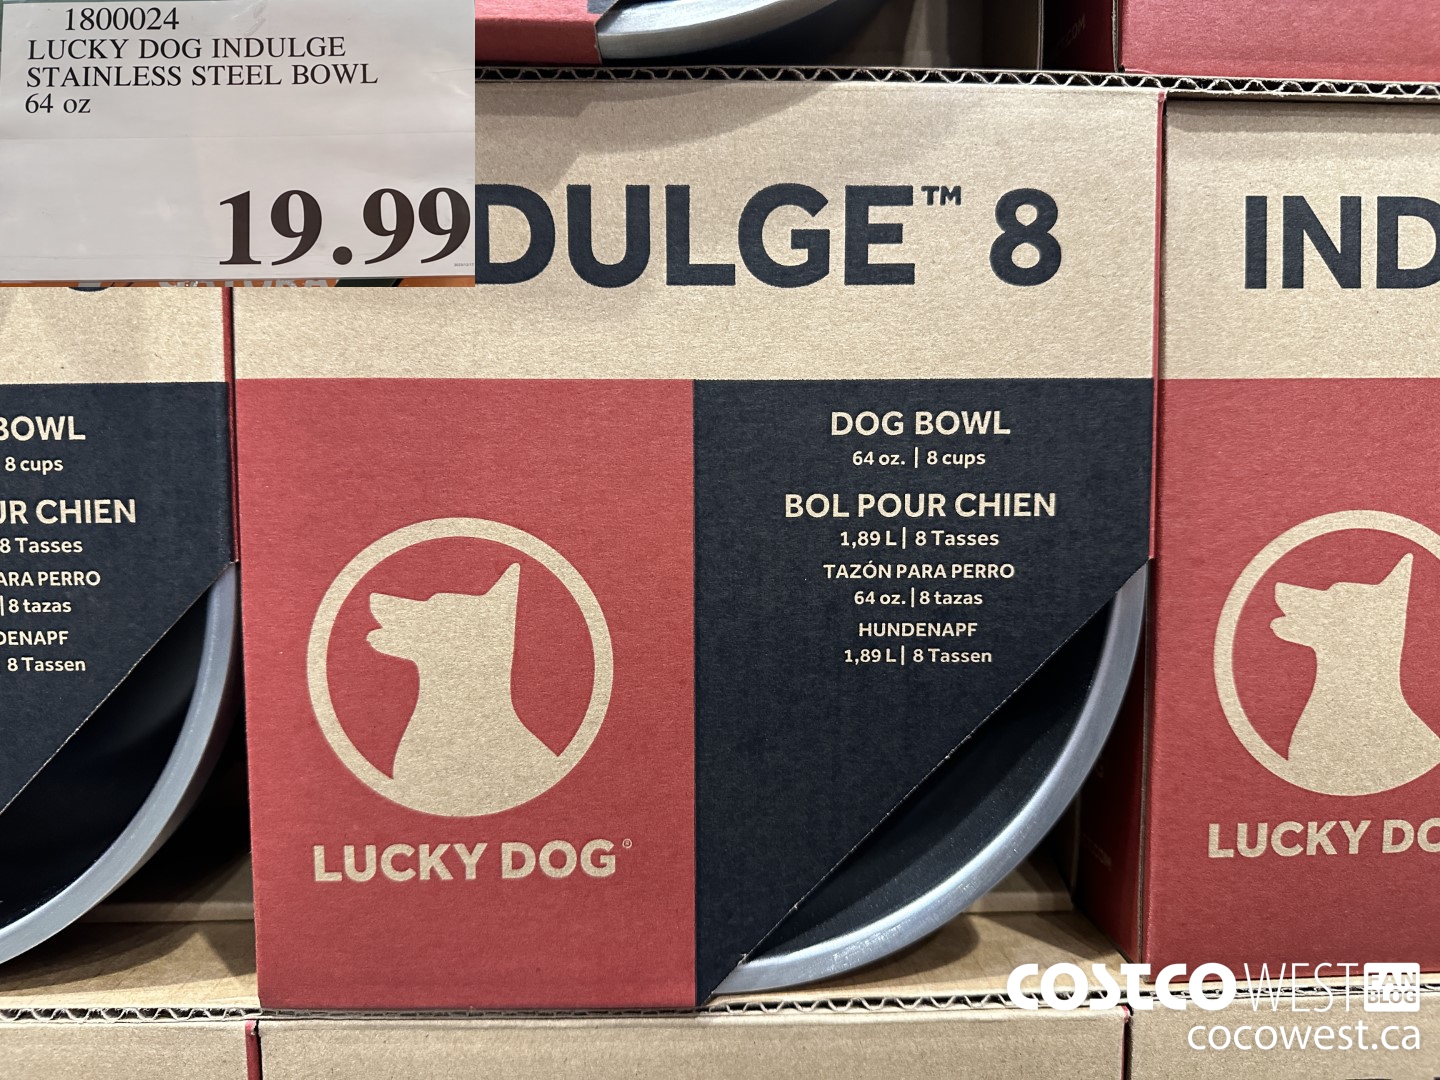 1800024
LUCKY DOG INDULGE
STAINLESS STEEL BOWL
64 oz
19.99
DULGE™ 8
IND
BOWL
8 cups
UR CHIEN
8 Tasses
ARA PERRO
| 8 tazas
DENAPF
8 Tassen
DOG BOWL
64 oz. | 8 cups
BOL POUR CHIEN
1,89 L | 8 Tasses
TAZÓN PARA PERRO
64 oz. | 8 tazas
HUNDENAPF
1,89 L | 8 Tassen
LUCKY DOG®
LUCKY DO
COSTCO WEST FAN BLOG
cocowest.ca